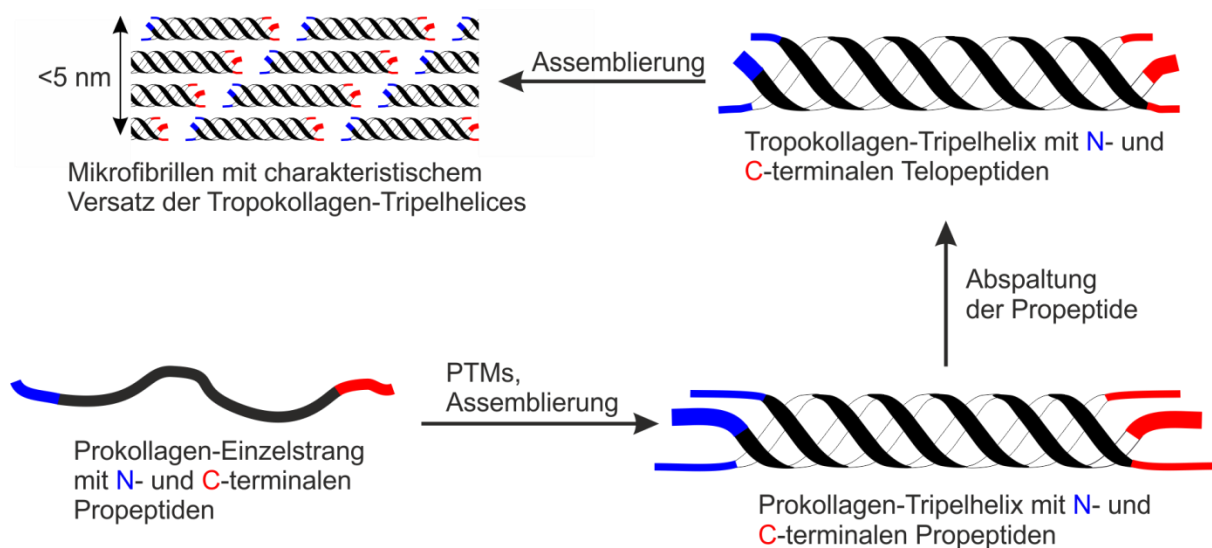 <5 nm
Mikrofibrillen mit charakteristischem
Versatz der Tropokollagen-Tripelhelices
Assemblierung
Tropokollagen-Tripelhelix mit N- und
C-terminalen Telopeptiden
Abspaltung
der Propeptide
Prokollagen-Einzelstrang
mit N- und C-terminalen
Propeptiden
PTMs,
Assemblierung
Prokollagen-Tripelhelix mit N- und
C-terminalen Propeptiden